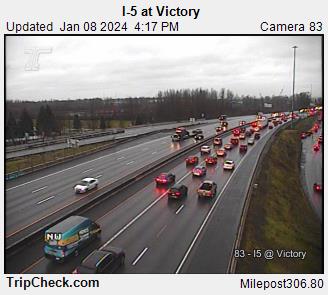 I-5 at Victory
Updated  Jan 08 2024  4:17 PM Camera 83
83 - I5 @ Victory
TripCheck.com Milepost306.80